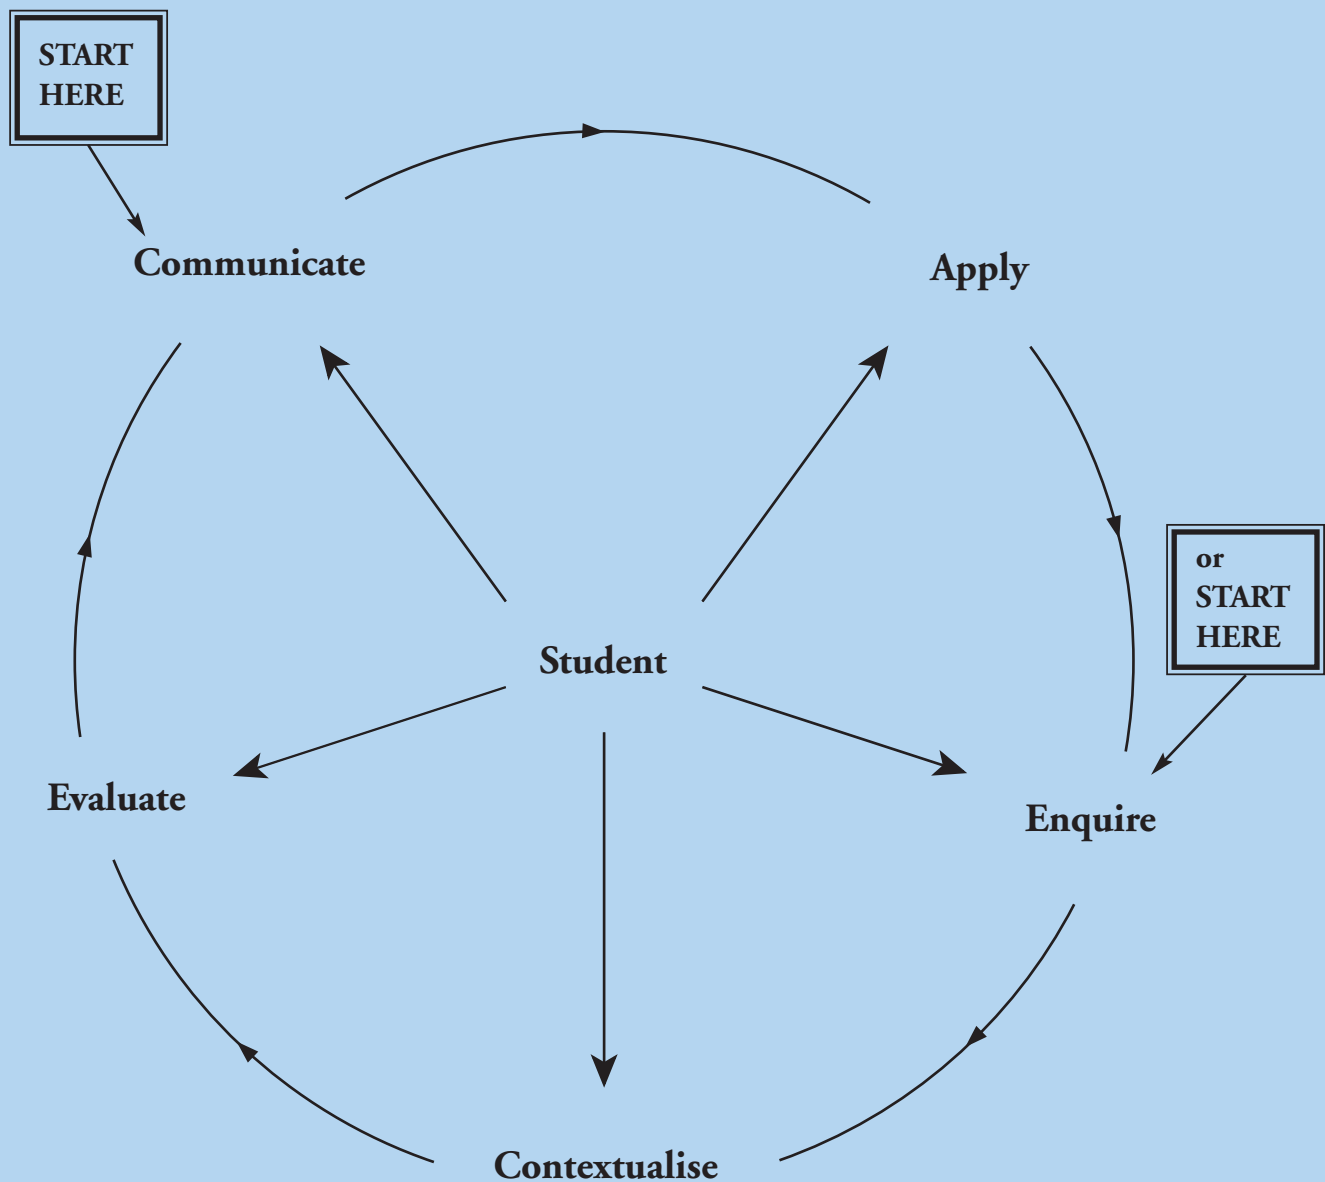 START
HERE
Communicate
Apply
or
START
HERE
Student
Evaluate
Enquire
Contextualise